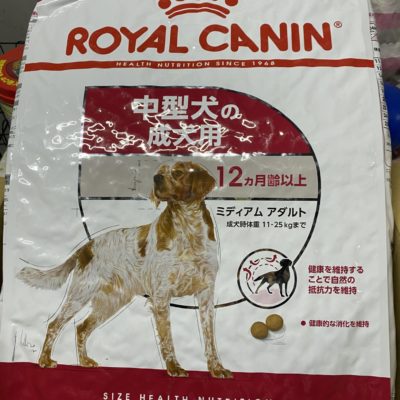 ROYAL CANIN
HEALTH NUTRITION SINCE 1968
中型犬の
成犬用
12ヵ月齢以上
ミディアム アダルト
成犬時体重 11-25kgまで
健康を維持する
ことで自然の
抵抗力を維持
健康的な消化を維持
SIZE HEALTH NUTRITION